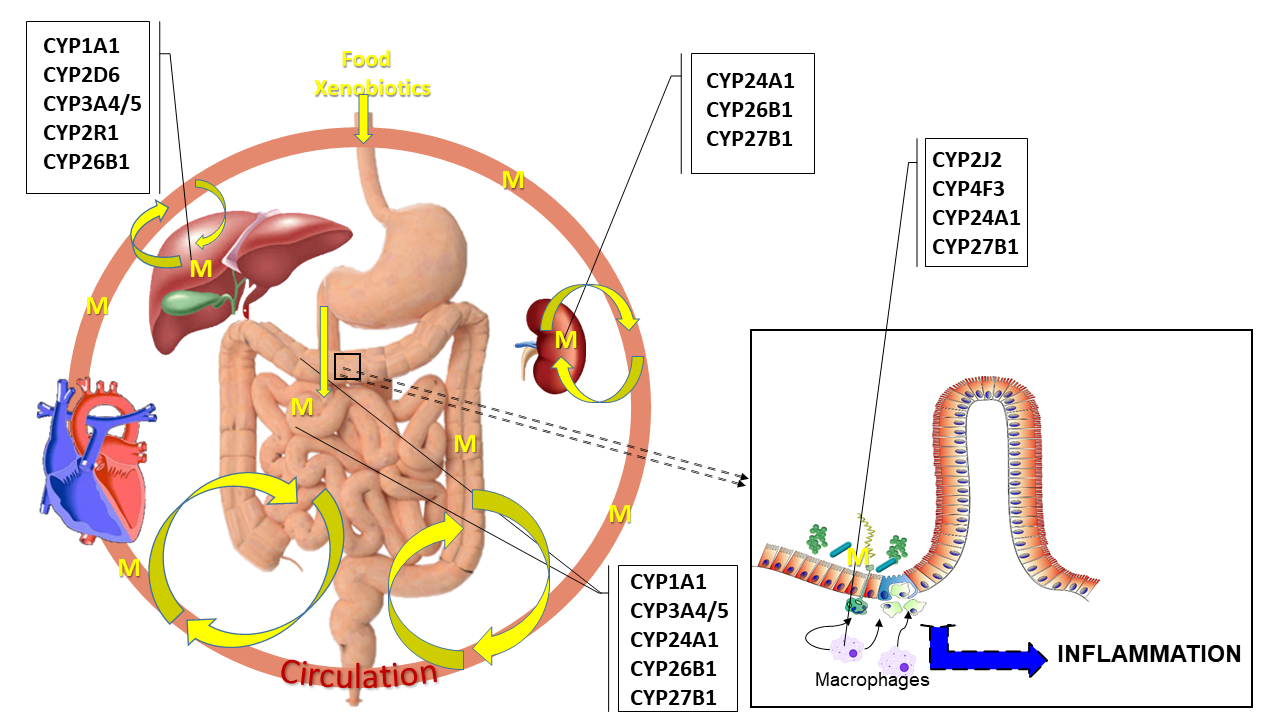 CYP1A1
CYP2D6
CYP3A4/5
CYP2R1
CYP26B1
Food
Xenobiotics
CYP24A1
CYP26B1
CYP27B1
CYP2J2
CYP4F3
CYP24A1
CYP27B1
M
M
M
M
M
M
M
M
M
M
CYP1A1
CYP3A4/5
CYP24A1
CYP26B1
CYP27B1
Circulation
Macrophages
INFLAMMATION